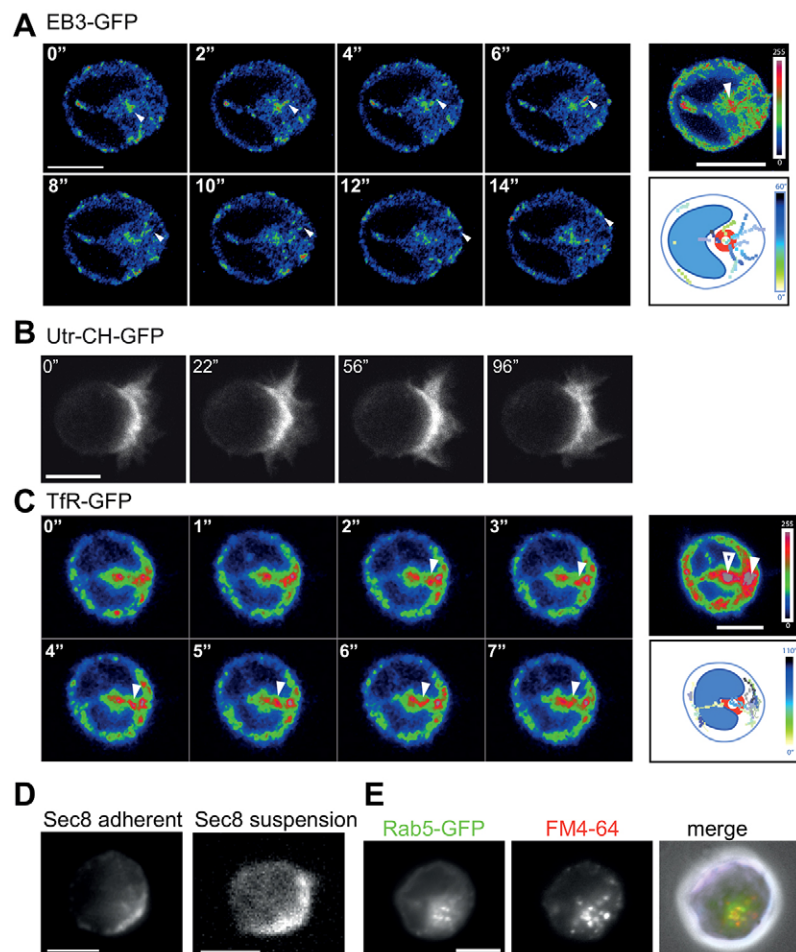 A EB3-GFP
0” 2” 4” 6”
255
0
8” 10” 12” 14”
60”
0”
B Utr-CH-GFP
0” 22” 56” 96”
C TfR-GFP
0” 1” 2” 3”
255
0
4” 5” 6” 7”
110”
0”
D E
Sec8 adherent Sec8 suspension Rab5-GFP FM4-64 merge